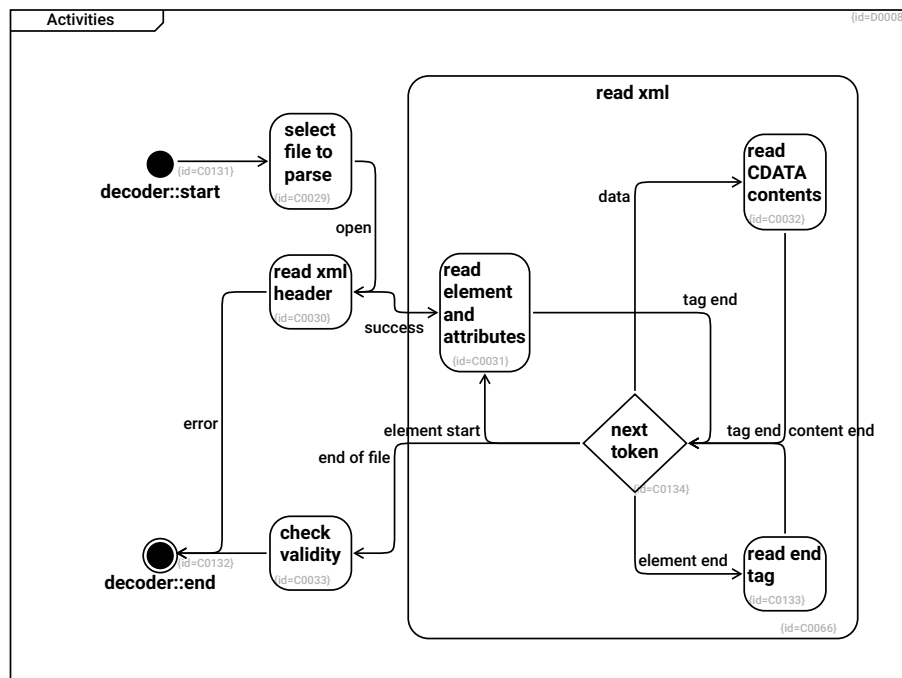 Activities
{id=D0008
read xml
select
file to
parse
{id=C0029}
{id=C0131}
decoder::start
read
CDATA
contents
{id=C0032}
data
open
read xml
header
{id=C0030}
read
element
and
attributes
{id=C0031}
tag end
success
error
element start
end of file
next
token
{id=C0134}
tag end
content end
check
validity
{id=C0033}
{id=C0132}
decoder::end
element end
read end
tag
{id=C0133}
{id=C0066}